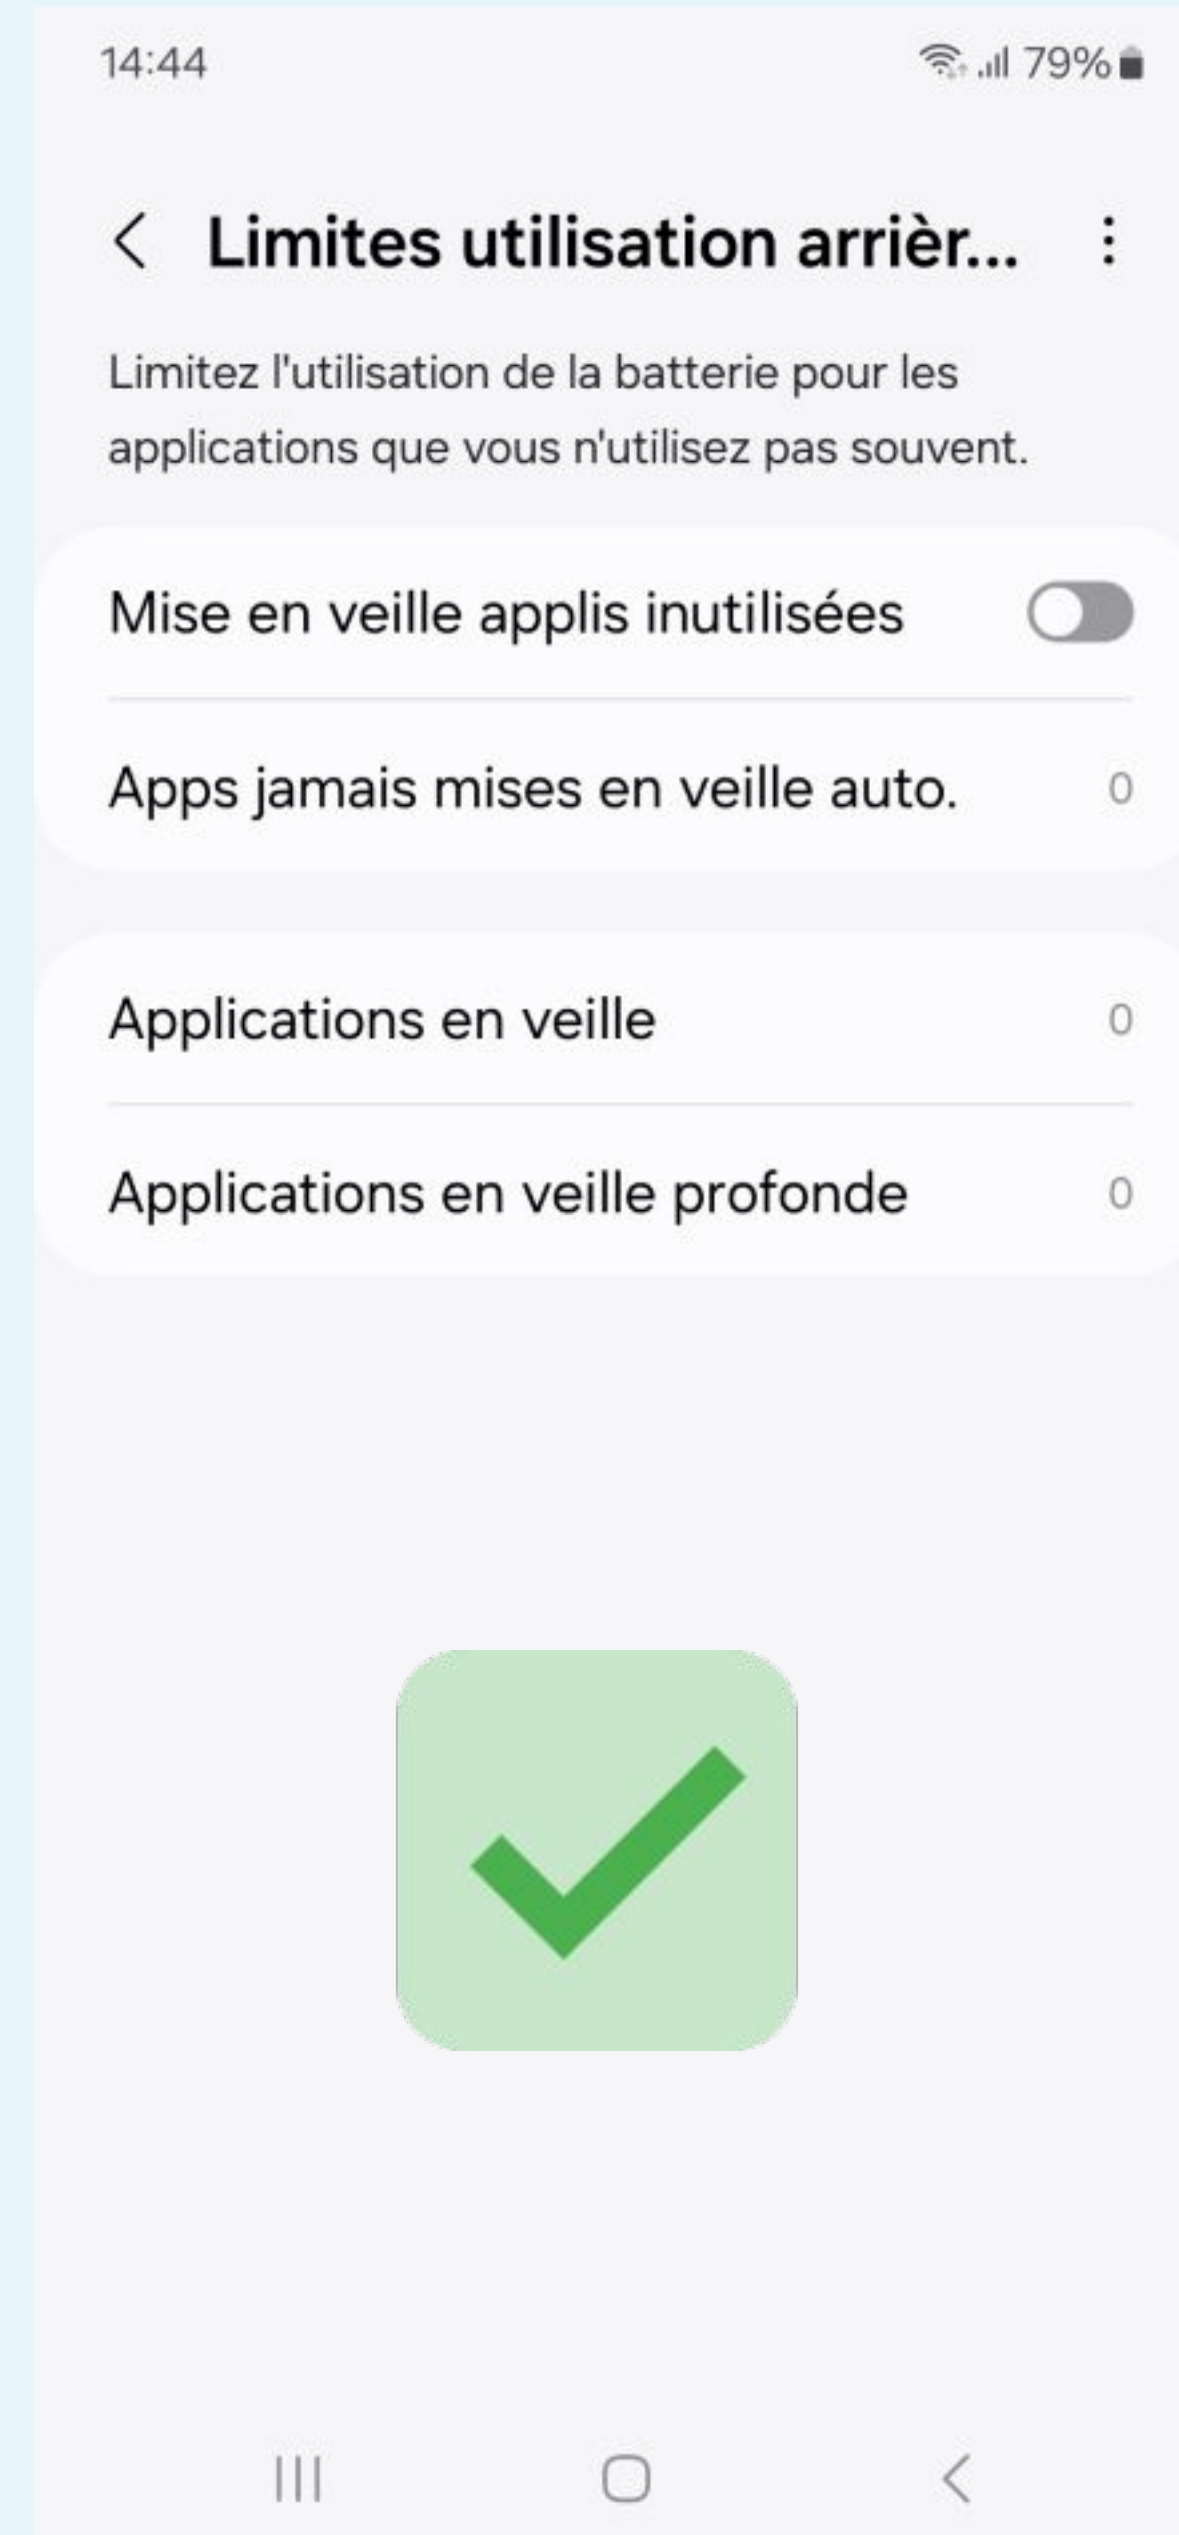 14:44
79%
Limites utilisation arrièr...
Limitez l'utilisation de la batterie pour les
applications que vous n'utilisez pas souvent.
Mise en veille applis inutilisées
Apps jamais mises en veille auto. 0
Applications en veille 0
Applications en veille profonde 0